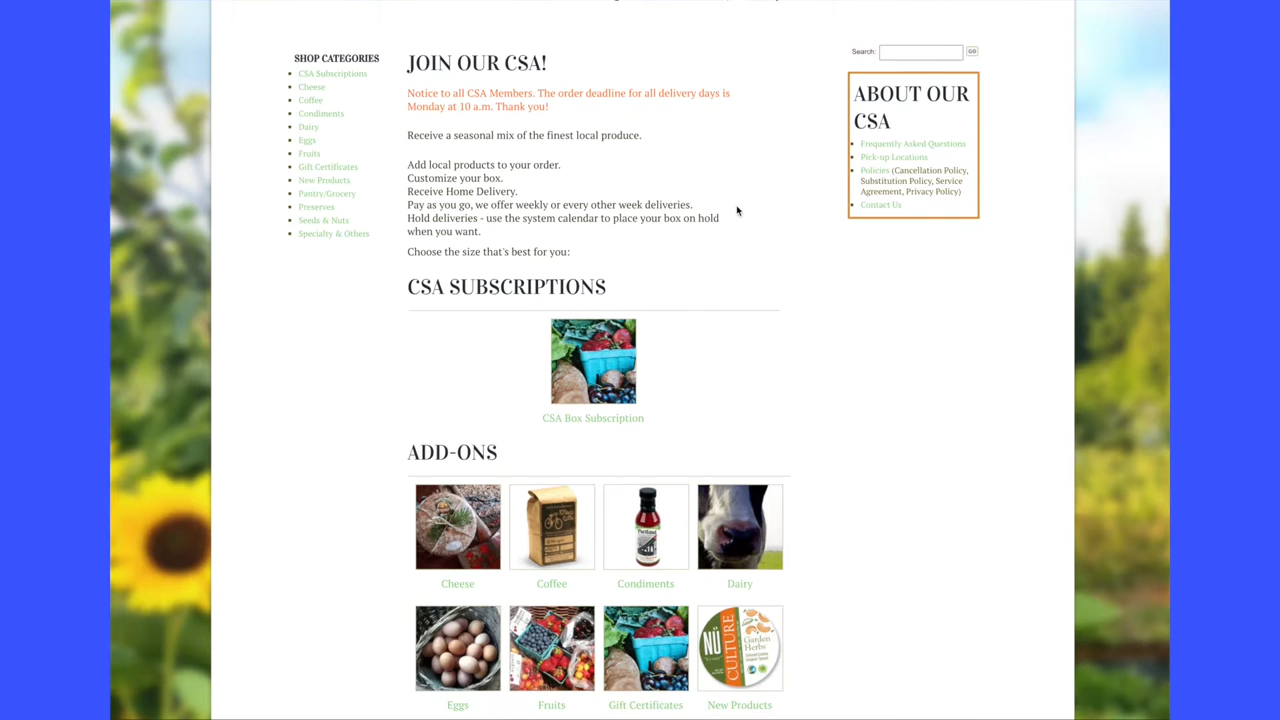 SHOP CATEGORIES
CSA Subscriptions
Cheese
Coffee
Condiments
Dairy
Eggs
Fruits
Gift Certificates
New Products
Pantry/Grocery
Preserves
Seeds & Nuts
Specialty & Others
JOIN OUR CSA!
Notice to all CSA Members. The order deadline for all delivery days is
Monday at 10 a.m. Thank you!
Receive a seasonal mix of the finest local produce.
Add local products to your order.
Customize your box.
Receive Home Delivery.
Pay as you go, we offer weekly or every other week deliveries.
Hold deliveries - use the system calendar to place your box on hold
when you want.
Choose the size that's best for you:
CSA SUBSCRIPTIONS
CSA Box Subscription
ADD-ONS
Cheese
Coffee
Condiments
Dairy
NÜ
CULTURE
Garden
Herbs
Eggs
Fruits
Gift Certificates
New Products
Search:
GO
ABOUT OUR
CSA
Frequently Asked Questions
Pick-up Locations
Policies (Cancellation Policy,
Substitution Policy, Service
Agreement, Privacy Policy)
Contact Us